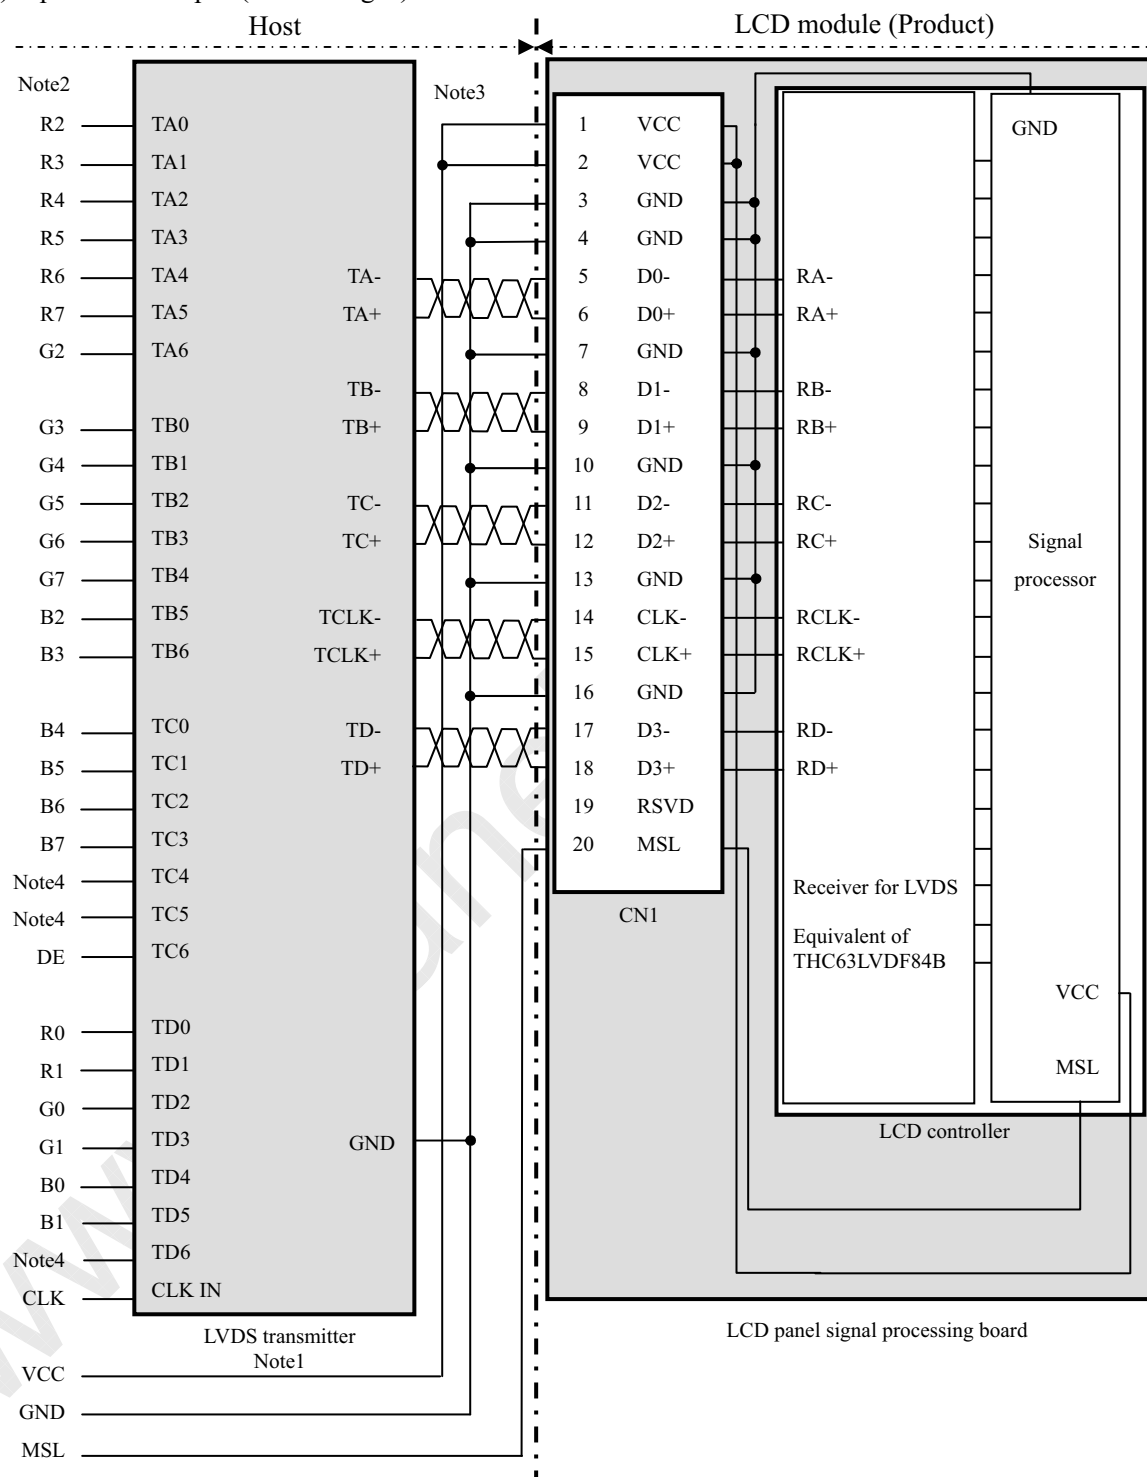 Host LCD module (Product)
Note2 Note3
R2 TA0 1 VCC GND
R3 TA1 2 VCC
R4 TA2 3 GND
R5 TA3 4 GND
R6 TA4 TA- 5 D0- RA-
R7 TA5 TA+ 6 D0+ RA+
G2 TA6 7 GND
TB- 8 D1- RB-
G3 TB0 TB+ 9 D1+ RB+
G4 TB1 10 GND
G5 TB2 TC- 11 D2- RC-
G6 TB3 TC+ 12 D2+ RC+ Signal
G7 TB4 13 GND processor
B2 TB5 TCLK- 14 CLK- RCLK-
B3 TB6 TCLK+ 15 CLK+ RCLK+
16 GND
B4 TC0 TD- 17 D3- RD-
B5 TC1 TD+ 18 D3+ RD+
B6 TC2 19 RSVD
B7 TC3 20 MSL
Note4 TC4 Receiver for LVDS
Note4 TC5 CN1
Equivalent of
DE TC6 THC63LVDF84B
VCC
R0 TD0
R1 TD1 MSL
G0 TD2
G1 TD3 GND LCD controller
B0 TD4
B1 TD5
Note4 TD6
CLK CLK IN
LVDS transmitter LCD panel signal processing board
Note1
VCC
GND
MSL